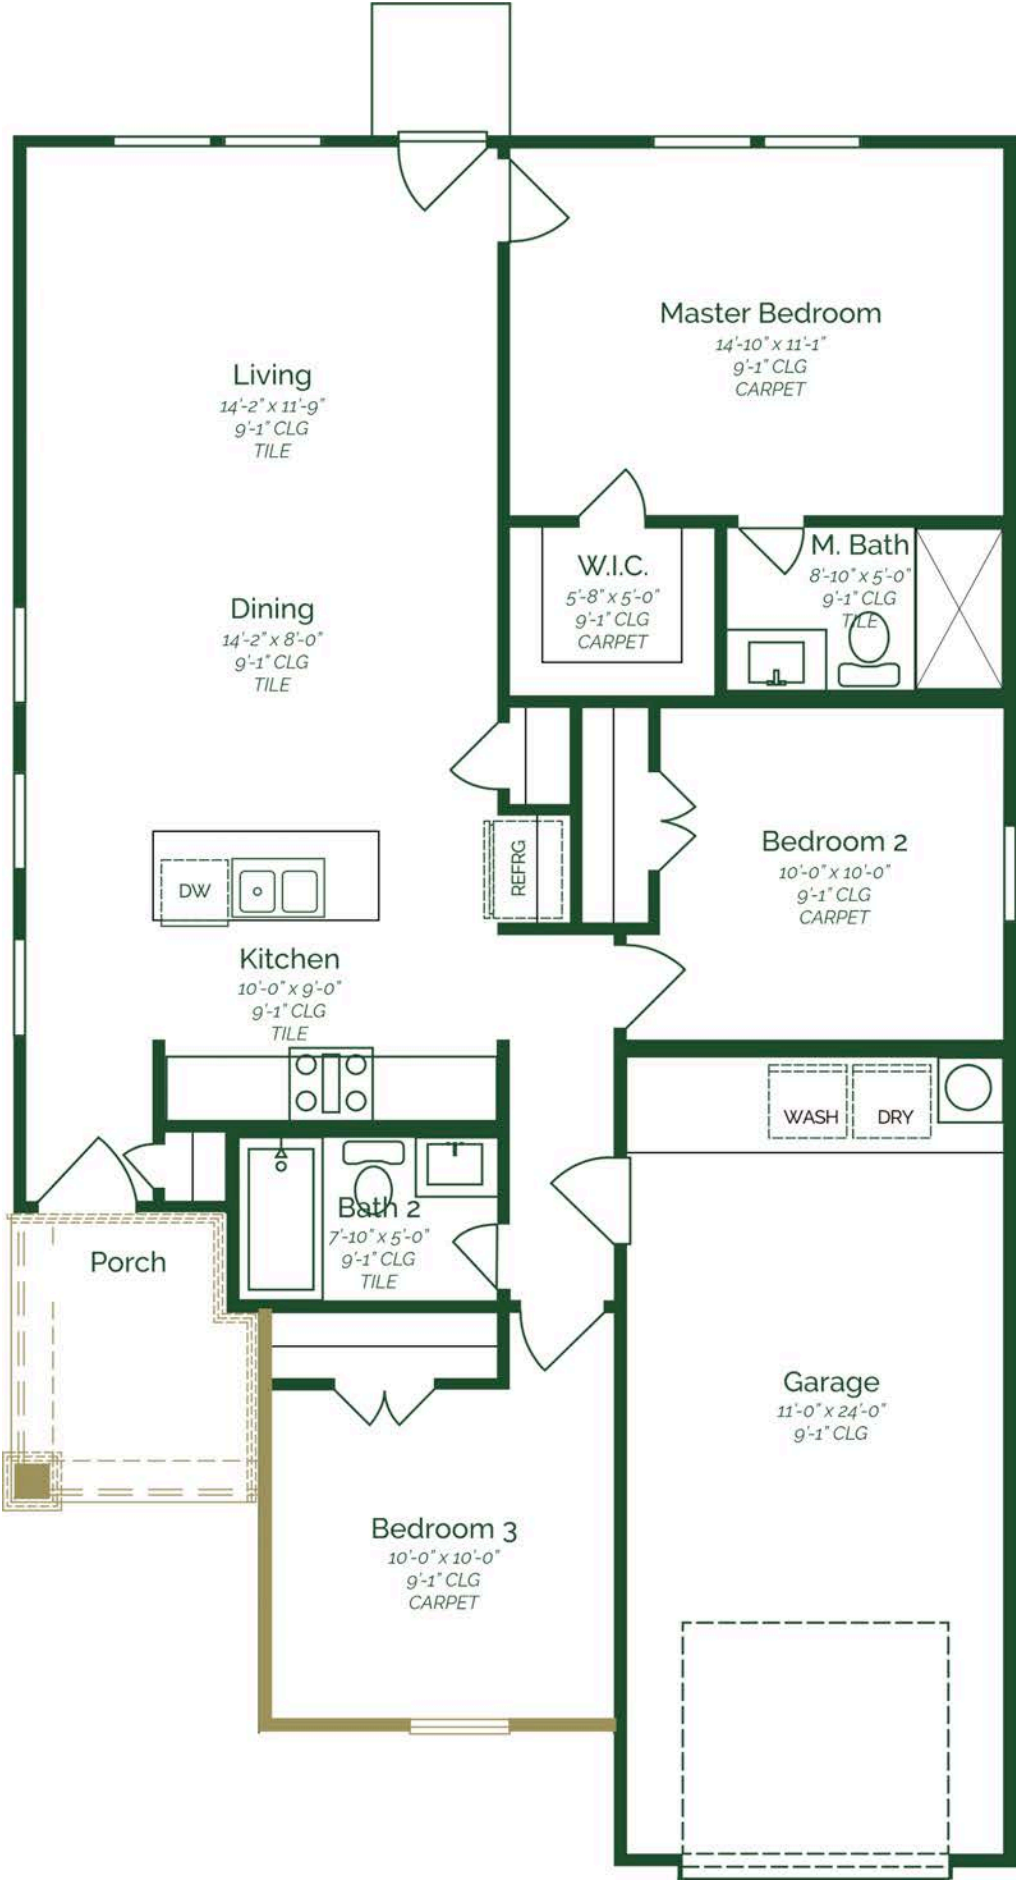 Master Bedroom
14'-10" x 11'-1"
9'-1" CLG
CARPET
Living
14'-2" x 11'-9"
9'-1" CLG
TILE
M. Bath
8'-10" x 5'-0"
9'-1" CLG
TILE
W.I.C.
5'-8" x 5'-0"
9'-1" CLG
CARPET
Dining
14'-2" x 8'-0"
9'-1" CLG
TILE
Bedroom 2
10'-0" x 10'-0"
9'-1" CLG
CARPET
REFRG
DW
Kitchen
10'-0" x 9'-0"
9'-1" CLG
TILE
WASH
DRY
Bath 2
7'-10" x 5'-0"
9'-1" CLG
TILE
Porch
Garage
11'-0" x 24'-0"
9'-1" CLG
Bedroom 3
10'-0" x 10'-0"
9'-1" CLG
CARPET